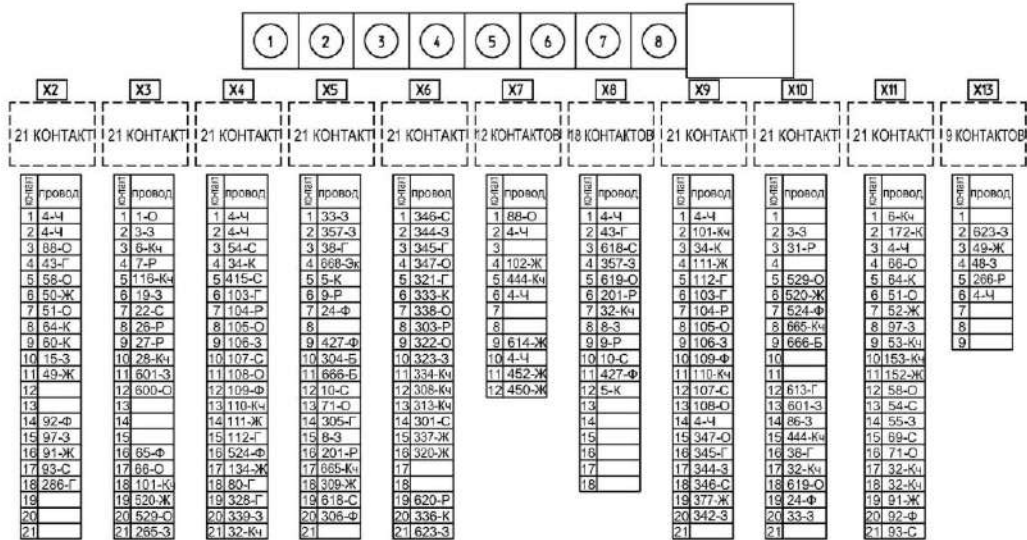 1 2 3 4 5 6 7 8
X2 X3 X4 X5 X6 X7 X8 X9 X10 X11 X13
21 КОНТАКТ 21 КОНТАКТ 21 КОНТАКТ 21 КОНТАКТ 21 КОНТАКТ 12 КОНТАКТОВ 18 КОНТАКТОВ 21 КОНТАКТ 21 КОНТАКТ 21 КОНТАКТ 9 КОНТАКТОВ
контакт провод
1 4-Ч
2 4-Ч
3 88-О
4 43-Г
5 58-О
6 50-Ж
7 51-О
8 64-К
9 60-К
10 15-З
11 49-Ж
12
13
14 92-Ф
15 97-З
16 91-Ж
17 93-С
18 286-Г
19
20
21
контакт провод
1 1-О
2 3-З
3 6-Кч
4 7-Р
5 116-Кч
6 19-З
7 22-С
8 26-Р
9 27-Р
10 28-Кч
11 601-З
12 600-О
13
14
15
16 65-Ф
17 66-О
18 101-Кч
19 520-Ж
20 529-О
21 265-З
контакт провод
1 4-Ч
2 4-Ч
3 54-С
4 34-К
5 415-С
6 103-Г
7 104-Р
8 105-О
9 106-З
10 107-С
11 108-О
12 109-Ф
13 110-Кч
14 111-Ж
15 112-Г
16 524-Ф
17 134-Ж
18 80-Г
19 328-Г
20 339-З
21 32-Кч
контакт провод
1 33-З
2 357-З
3 38-Г
4 668-Эк
5 5-К
6 9-Р
7 24-Ф
8
9 427-Ф
10 304-Б
11 666-Б
12 10-С
13 71-О
14 305-Г
15 8-З
16 201-Р
17 665-Кч
18 309-Ж
19 618-С
20 306-Ф
21
контакт провод
1 346-С
2 344-З
3 345-Г
4 347-О
5 321-Г
6 333-К
7 338-О
8 303-Р
9 322-О
10 323-З
11 334-Кч
12 308-Кч
13 313-Кч
14 301-С
15 337-Ж
16 320-Ж
17
18
19 620-Р
20 336-К
21 623-З
контакт провод
1 88-О
2 4-Ч
3
4 102-Ж
5 444-Кч
6 4-Ч
7
8
9 614-Ж
10 4-Ч
11 452-Ж
12 450-Ж
контакт провод
1 4-Ч
2 43-Г
3 618-С
4 357-З
5 619-О
6 201-Р
7 32-Кч
8 8-З
9 9-Р
10 10-С
11 427-Ф
12 5-К
13
14
15
16
17
18
контакт провод
1 4-Ч
2 101-Кч
3 34-К
4 111-Ж
5 112-Г
6 103-Г
7 104-Р
8 105-О
9 106-З
10 109-Ф
11 110-Кч
12 107-С
13 108-О
14 4-Ч
15 347-О
16 345-Г
17 344-З
18 346-С
19 377-Ж
20 342-З
21
контакт провод
1
2 3-З
3 31-Р
4
5 529-О
6 520-Ж
7 524-Ф
8 665-Кч
9 666-Б
10
11
12 613-Г
13 601-З
14 86-З
15 444-Кч
16 38-Г
17 32-Кч
18 619-О
19 24-Ф
20 33-З
21
контакт провод
1 6-Кч
2 172-К
3 4-Ч
4 66-О
5 64-К
6 51-О
7 52-Ж
8 97-З
9 53-Кч
10 153-Кч
11 152-Ж
12 58-О
13 54-С
14 55-З
15 69-С
16 71-О
17 32-Кч
18 32-Кч
19 91-Ж
20 92-Ф
21 93-С
контакт провод
1
2 623-З
3 49-Ж
4 48-З
5 266-Р
6 4-Ч
7
8
9